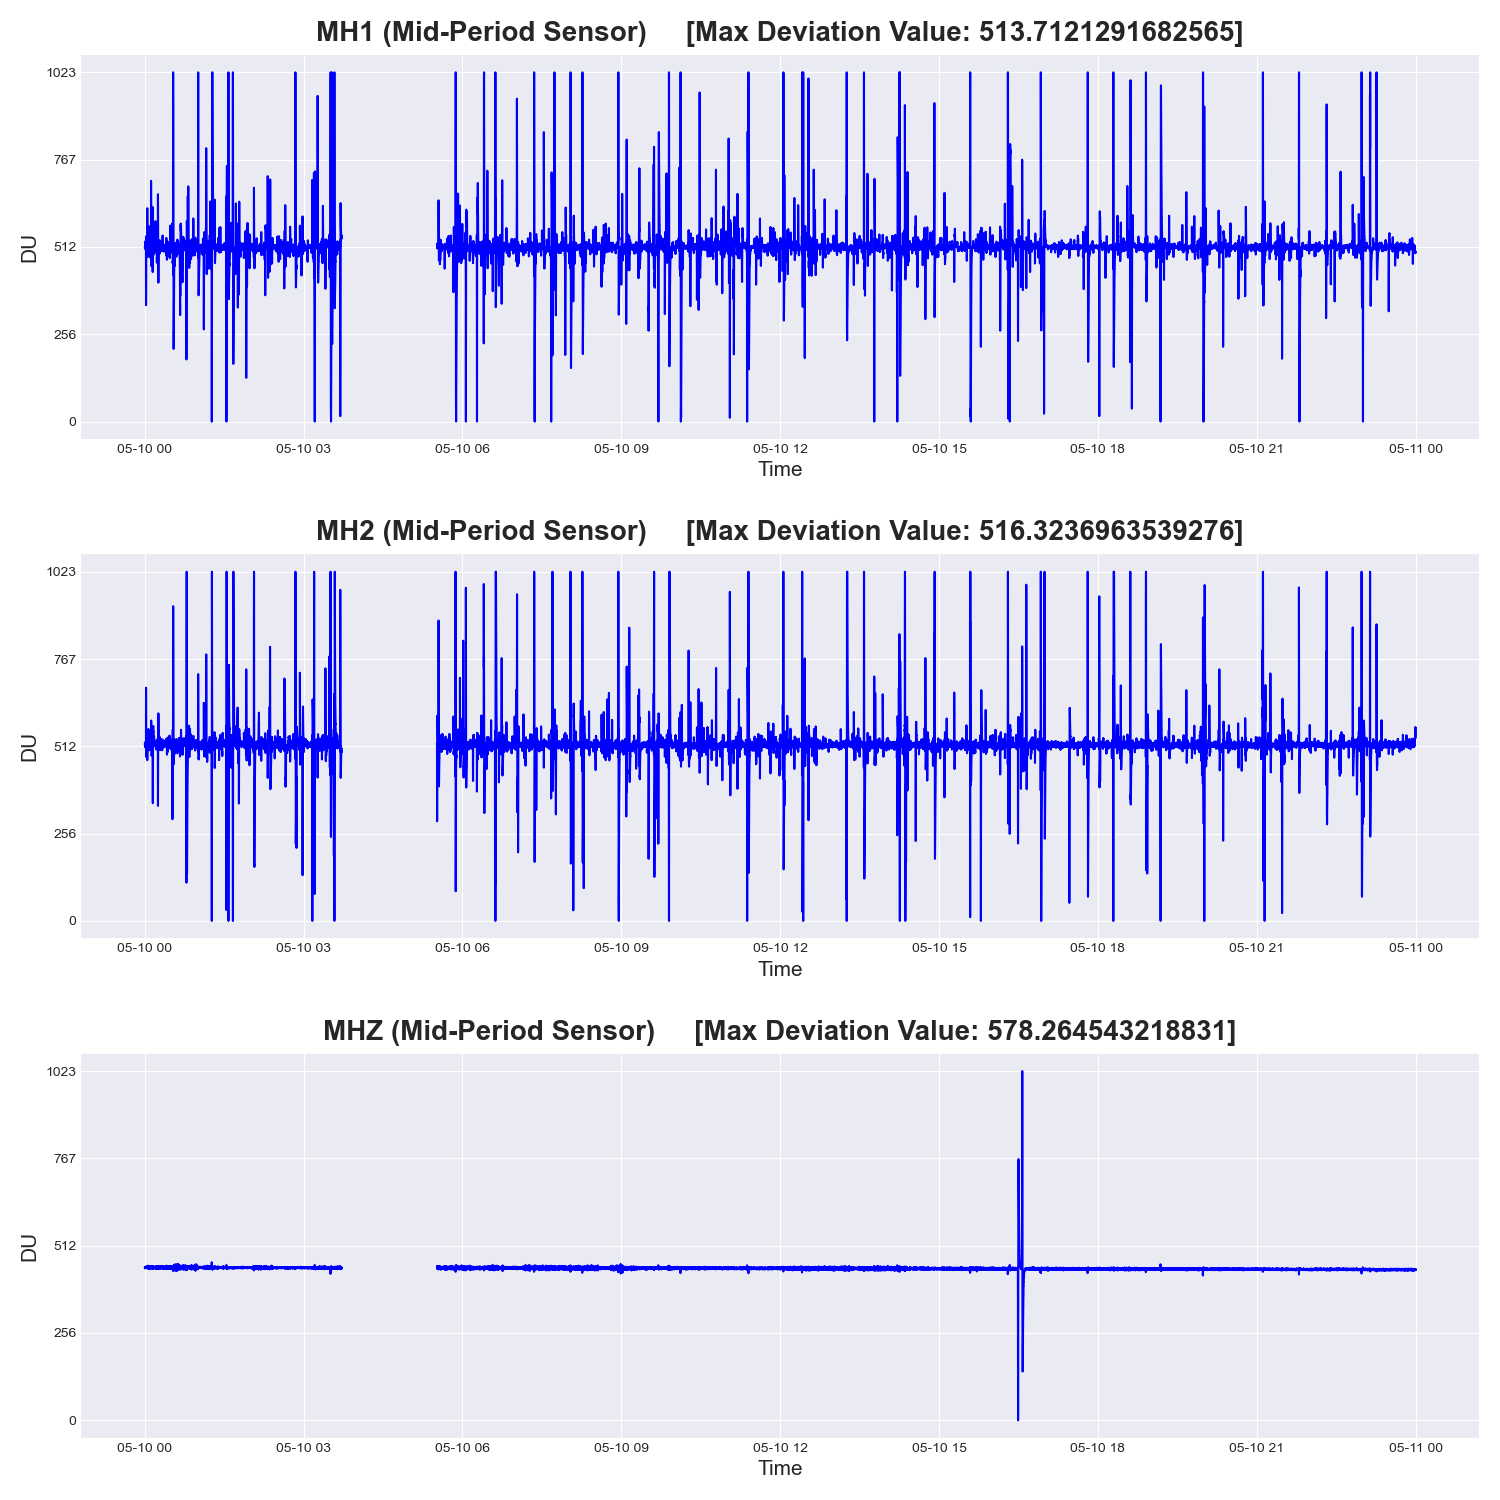 MH1 (Mid-Period Sensor) [Max Deviation Value: 513.7121291682565]
1023
767
512
256
0
DU
05-10 00 05-10 03 05-10 06 05-10 09 05-10 12 05-10 15 05-10 18 05-10 21 05-11 00
Time
MH2 (Mid-Period Sensor) [Max Deviation Value: 516.3236963539276]
1023
767
512
256
0
DU
05-10 00 05-10 03 05-10 06 05-10 09 05-10 12 05-10 15 05-10 18 05-10 21 05-11 00
Time
MHZ (Mid-Period Sensor) [Max Deviation Value: 578.264543218831]
1023
767
512
256
0
DU
05-10 00 05-10 03 05-10 06 05-10 09 05-10 12 05-10 15 05-10 18 05-10 21 05-11 00
Time